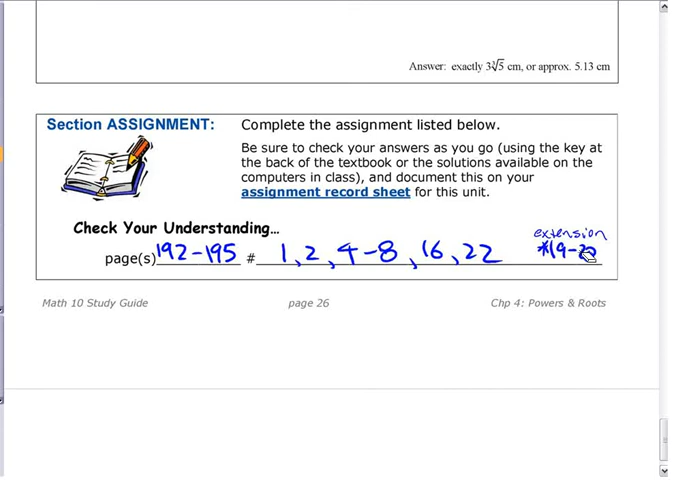 Answer: exactly 3∛5 cm, or approx. 5.13 cm
Section ASSIGNMENT: Complete the assignment listed below.
Be sure to check your answers as you go (using the key at
the back of the textbook or the solutions available on the
computers in class), and document this on your
assignment record sheet for this unit.
Check Your Understanding…
extension
page(s) 192-195 # 1, 2, 4-8, 16, 22 *19-
Math 10 Study Guide page 26 Chp 4: Powers & Roots